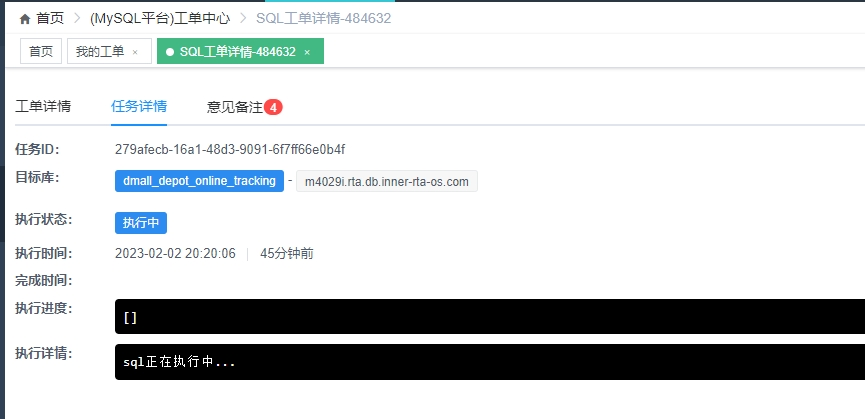 首页 > (MySQL平台)工单中心 > SQL工单详情-484632
首页 我的工单 × SQL工单详情-484632 ×
工单详情 任务详情 意见备注 4
任务ID: 279afecb-16a1-48d3-9091-6f7ff66e0b4f
目标库: dmall_depot_online_tracking - m4029i.rta.db.inner-rta-os.com
执行状态: 执行中
执行时间: 2023-02-02 20:20:06 | 45分钟前
完成时间:
执行进度: []
执行详情: sql正在执行中...